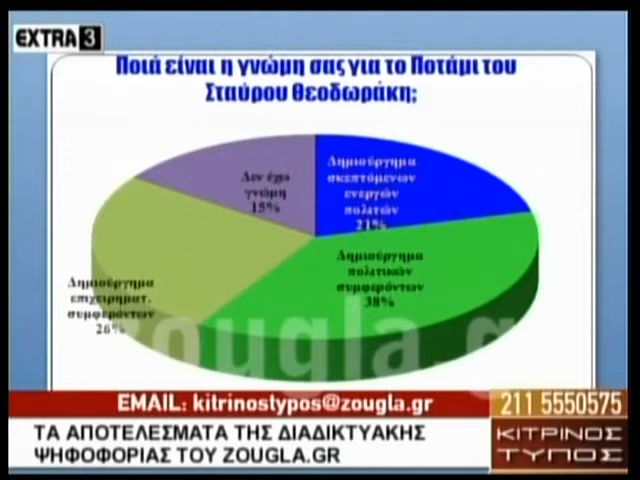 EXTRA 3
Ποιά είναι η γνώμη σας για το Ποτάμι του
Σταύρου Θεοδωράκη;
Δημιούργημα
σκεπτόμενων
ενεργών
πολιτών
21%
Δεν έχω
γνώμη
15%
Δημιούργημα
πολιτικών
συμφερόντων
38%
Δημιούργημα
επιχειρηματ.
συμφερόντων
26%
zougla.g
EMAIL: kitrinostypos@zougla.gr
211 5550575
ΤΑ ΑΠΟΤΕΛΕΣΜΑΤΑ ΤΗΣ ΔΙΑΔΙΚΤΥΑΚΗΣ
ΨΗΦΟΦΟΡΙΑΣ ΤΟΥ ZOUGLA.GR
ΚΙΤΡΙΝΟΣ
ΤΥΠΟΣ